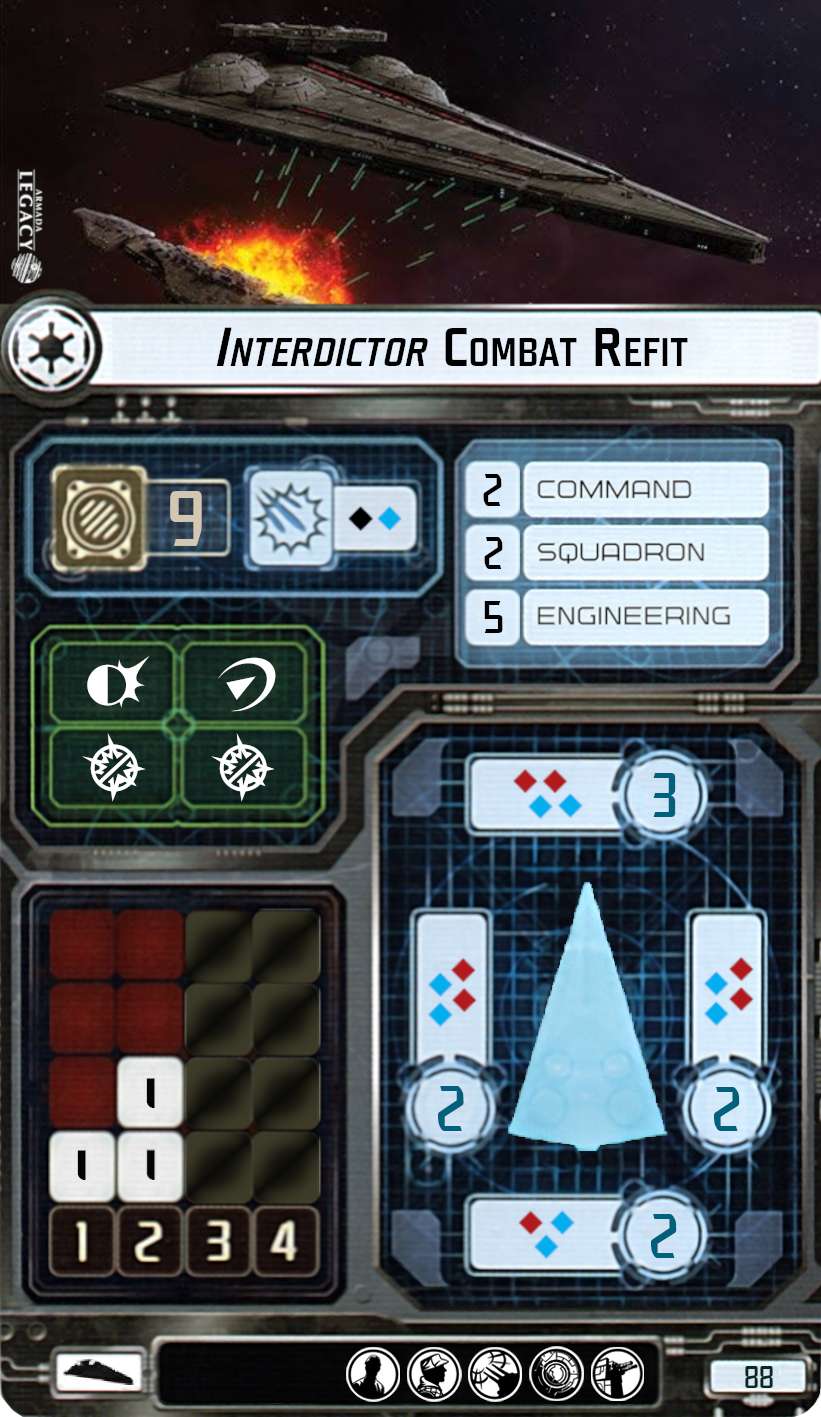 ARMADA
LEGACY
INTERDICTOR COMBAT REFIT
9
2 COMMAND
2 SQUADRON
5 ENGINEERING
3
2 2
1
1 1
1 2 3 4
2
88